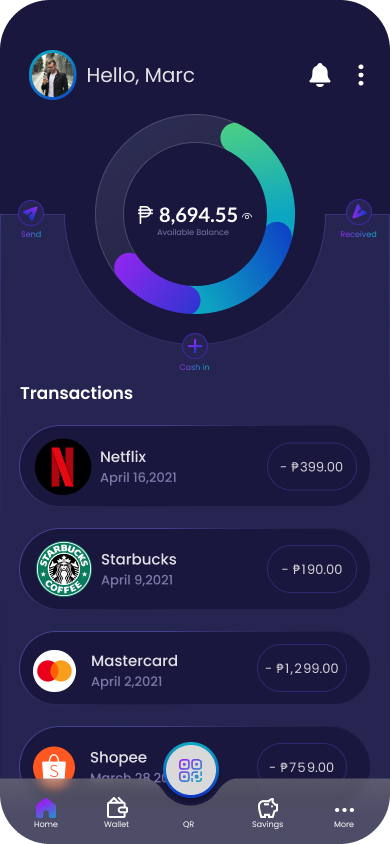 Hello, Marc
₱ 8,694.55
Available Balance
Send
Received
Cash in
Transactions
Netflix
- ₱399.00
April 16,2021
N
STARBUCKS
COFFEE
Starbucks
- ₱190.00
April 9,2021
Mastercard
- ₱1,299.00
April 2,2021
S
Shopee
- ₱759.00
March 28,20
Home
Wallet
QR
Savings
More